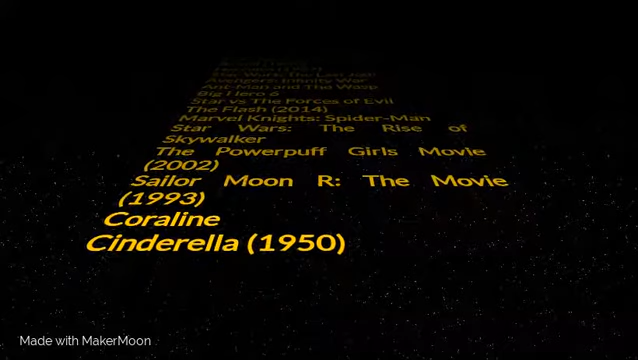 Star Wars: The Last Jedi
Avengers: Infinity War
Ant-Man and The Wasp
Big Hero 6
Star vs The Forces of Evil
The Flash (2014)
Marvel Knights: Spider-Man
Star Wars: The Rise of
Skywalker
The Powerpuff Girls Movie
(2002)
Sailor Moon R: The Movie
(1993)
Coraline
Cinderella (1950)
Made with MakerMoon